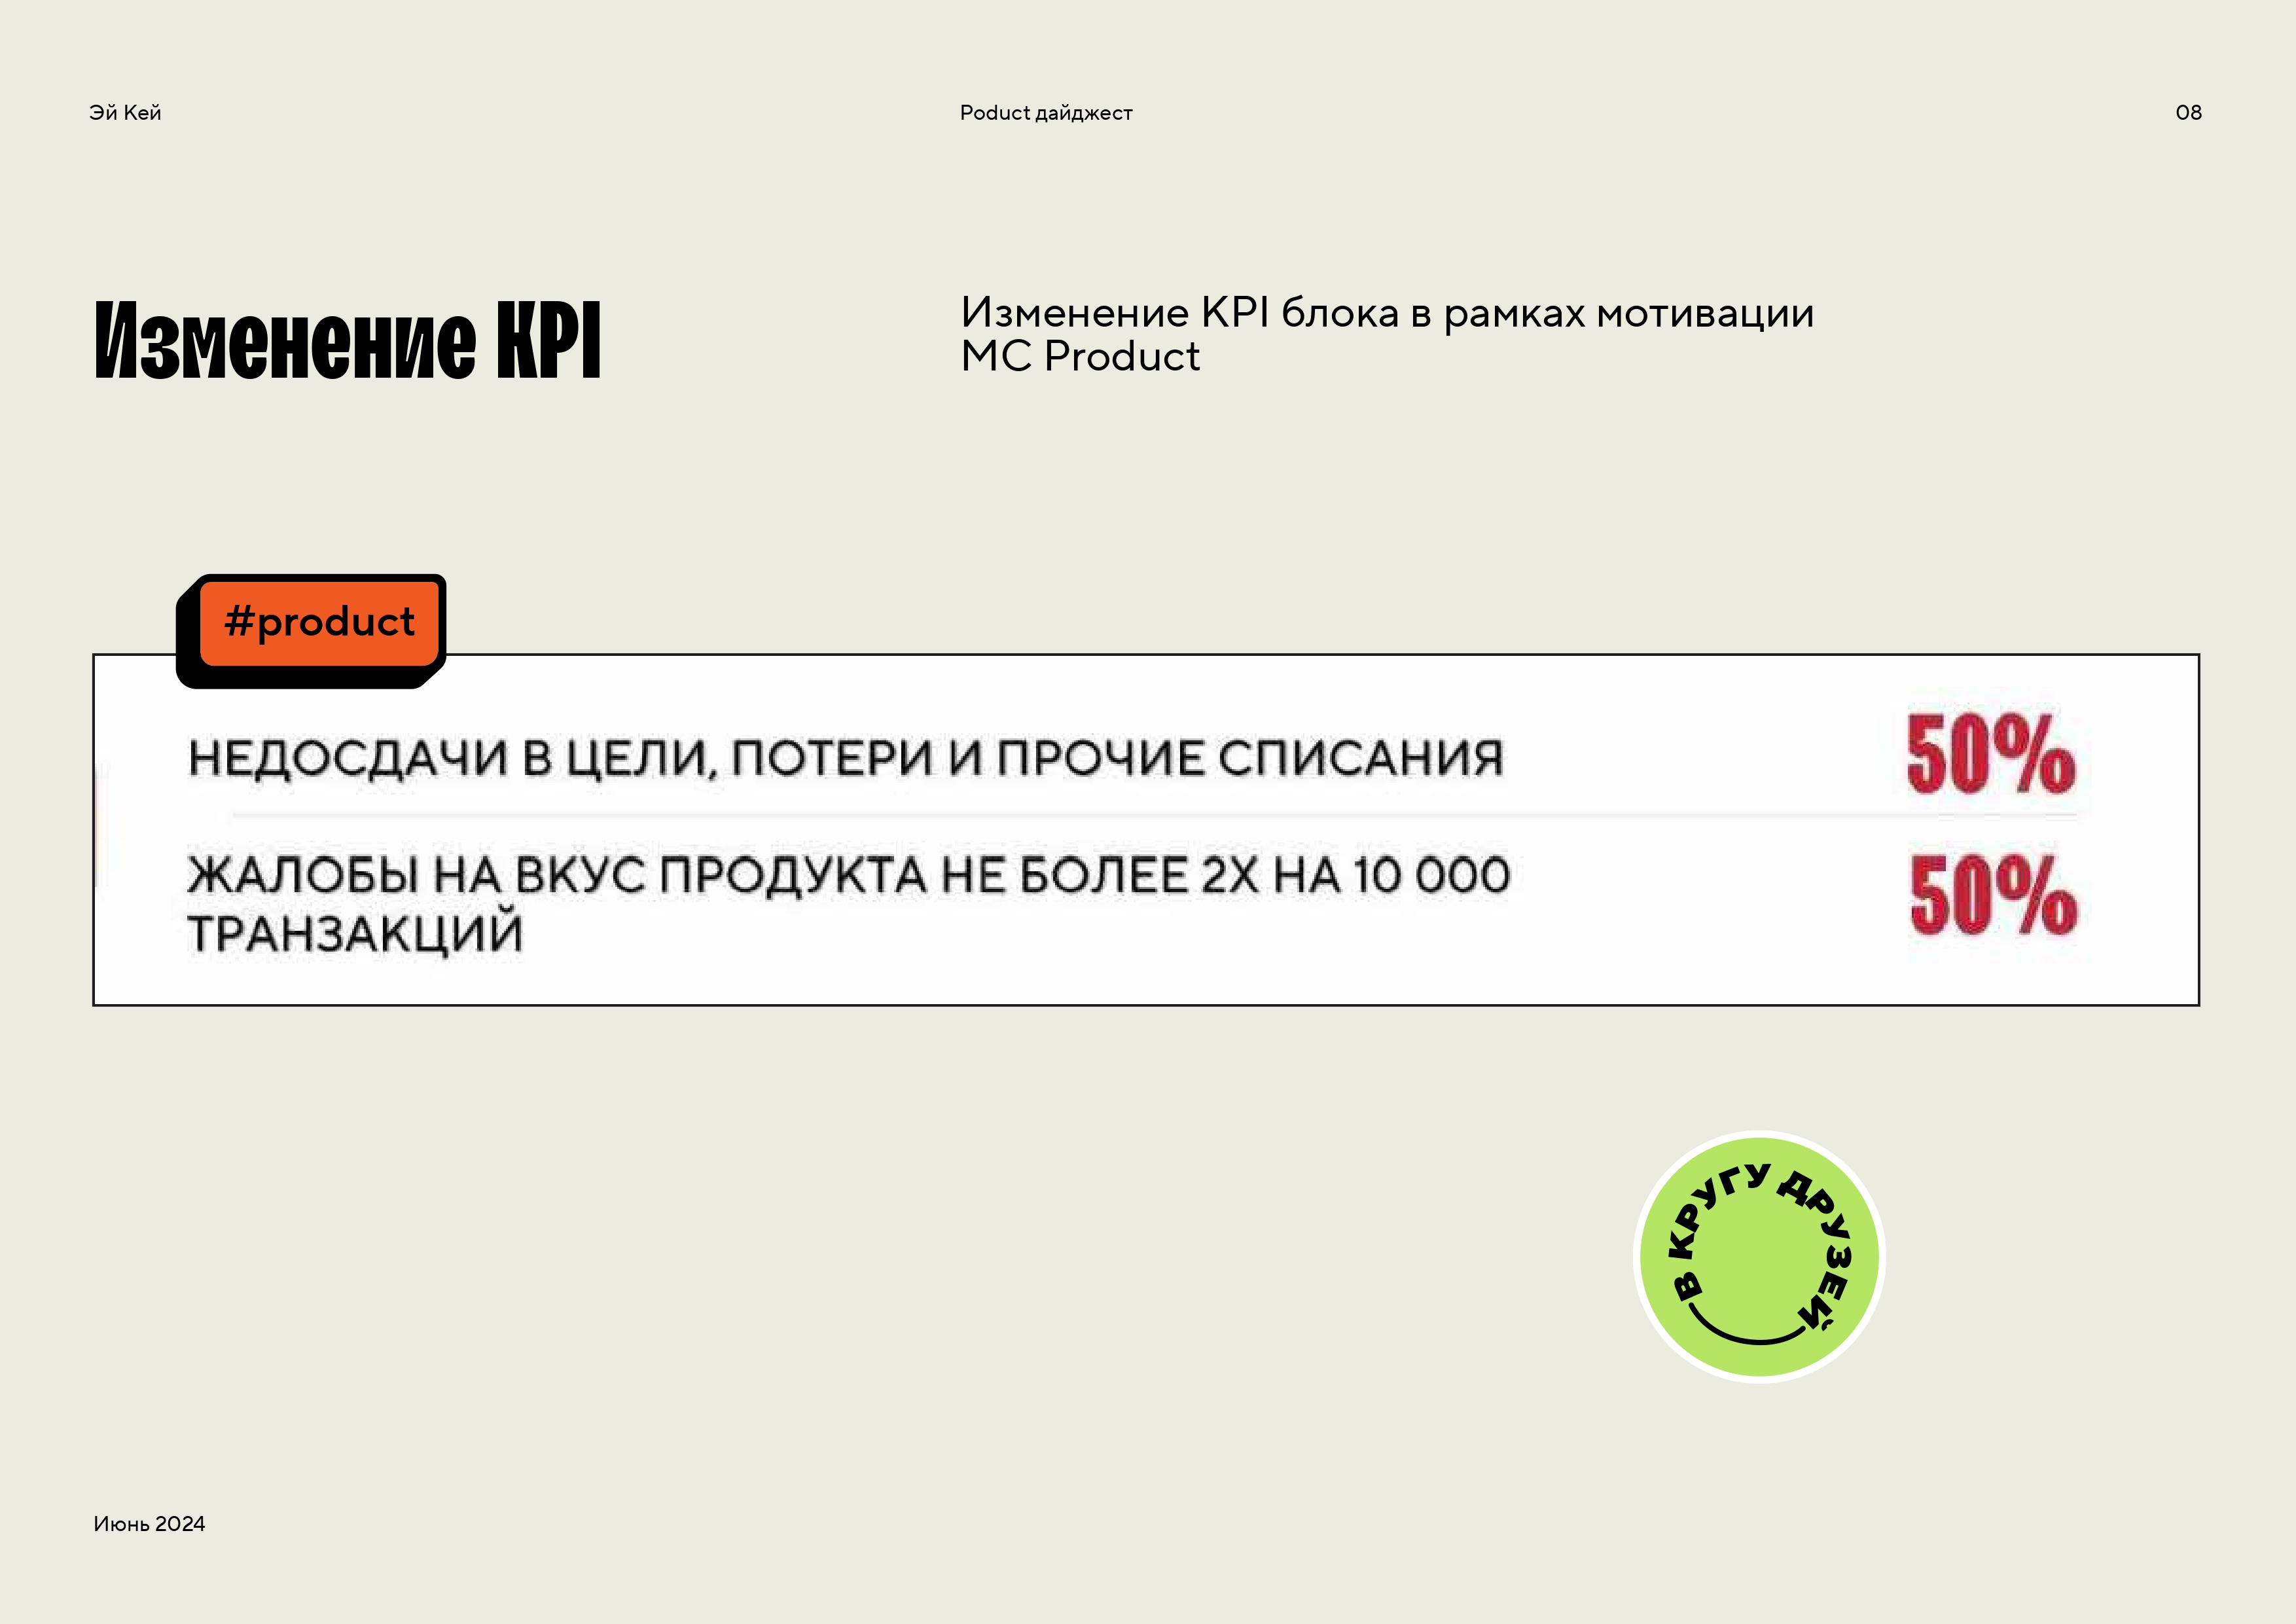 Эй Кей
Poduct дайджест
08
Изменение KPI
Изменение KPI блока в рамках мотивации
MC Product
#product
НЕДОСДАЧИ В ЦЕЛИ, ПОТЕРИ И ПРОЧИЕ СПИСАНИЯ
50%
ЖАЛОБЫ НА ВКУС ПРОДУКТА НЕ БОЛЕЕ 2Х НА 10 000
ТРАНЗАКЦИЙ
50%
В КРУГУ ДРУЗЕЙ
Июнь 2024